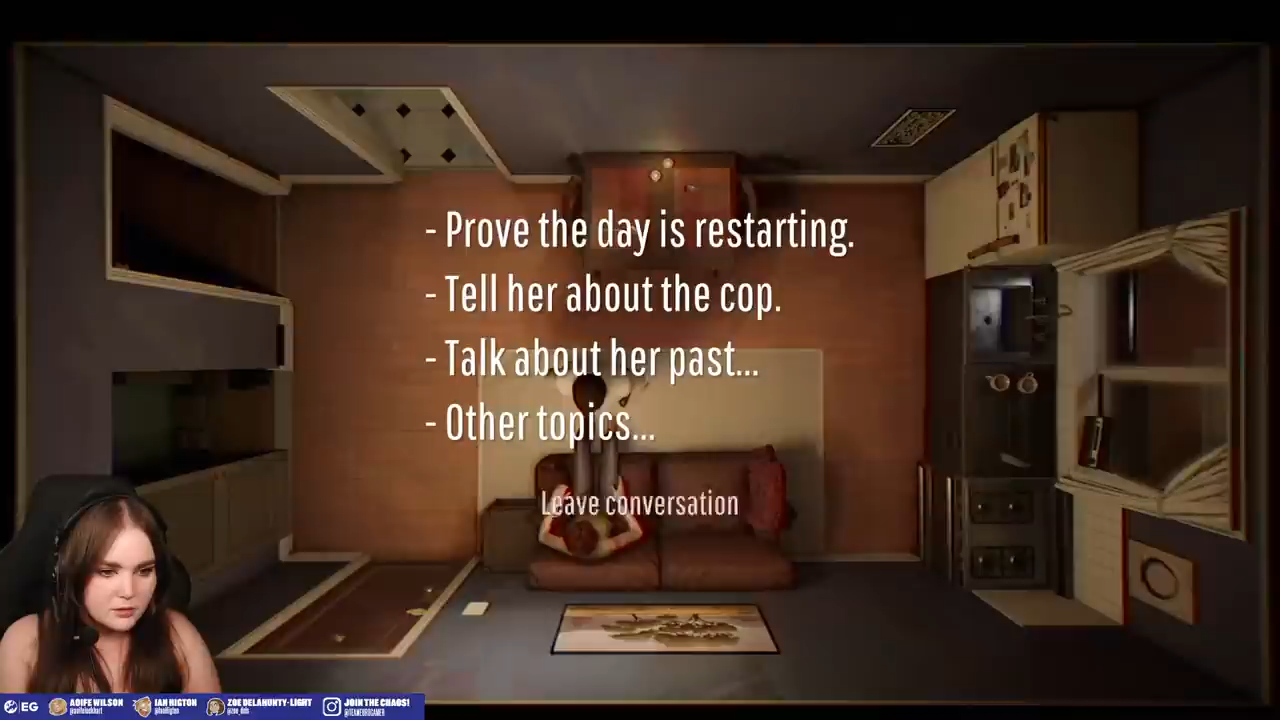 - Prove the day is restarting.
- Tell her about the cop.
- Talk about her past...
- Other topics...
Leave conversation
EG
AOIFE WILSON
IAN HIGTON
ZOE DELAHUNTY-LIGHT
JOIN THE CHAOS!